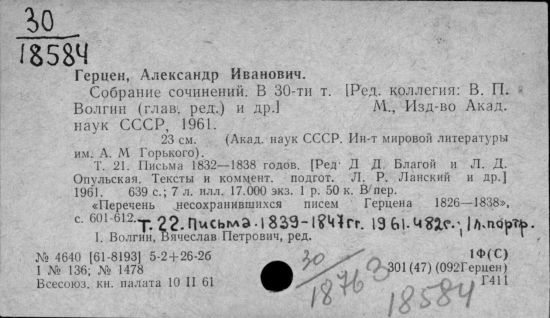 30
18584
Герцен, Александр Иванович.
Собрание сочинений. В 30-ти т. [Ред. коллегия: В. П.
Волгин (глав. ред.) и др.] М., Изд-во Акад.
наук СССР, 1961.
23 см. (Акад. наук СССР. Ин-т мировой литературы
им. А. М Горького).
Т. 21. Письма 1832—1838 годов. [Ред· Д Д. Благой и Л. Д.
Опульская. Тексты и коммент. подгот. Л. Р. Ланский и др.]
1961. 639 с.; 7 л. илл. 17.000 экз. 1 р. 50 к. В пер.
«Перечень несохранившихся писем Герцена 1826—1838»,
с. 601-612. Т. 22. Письма. 1839-1847гг. 1961. 482с.; 1л. портр.
I. Волгин, Вячеслав Петрович, ред.
№ 4640 [61-8193] 5-2+26-2б 1Ф(С)
I № 136; № 1478 30 301(47)(092Герцен)
Всесоюз. кн. палата 10 II 61 18763 18584 Г411